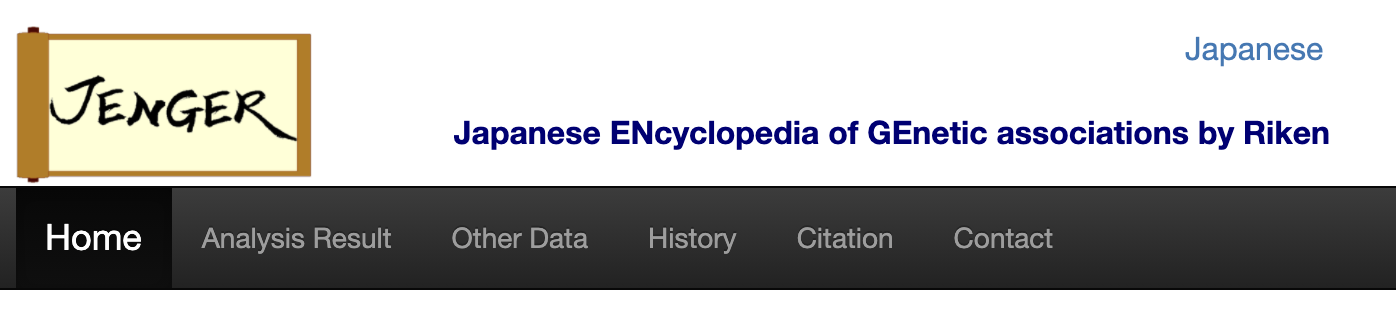 JENGER
Japanese
Japanese ENcyclopedia of GEnetic associations by Riken
Home Analysis Result Other Data History Citation Contact